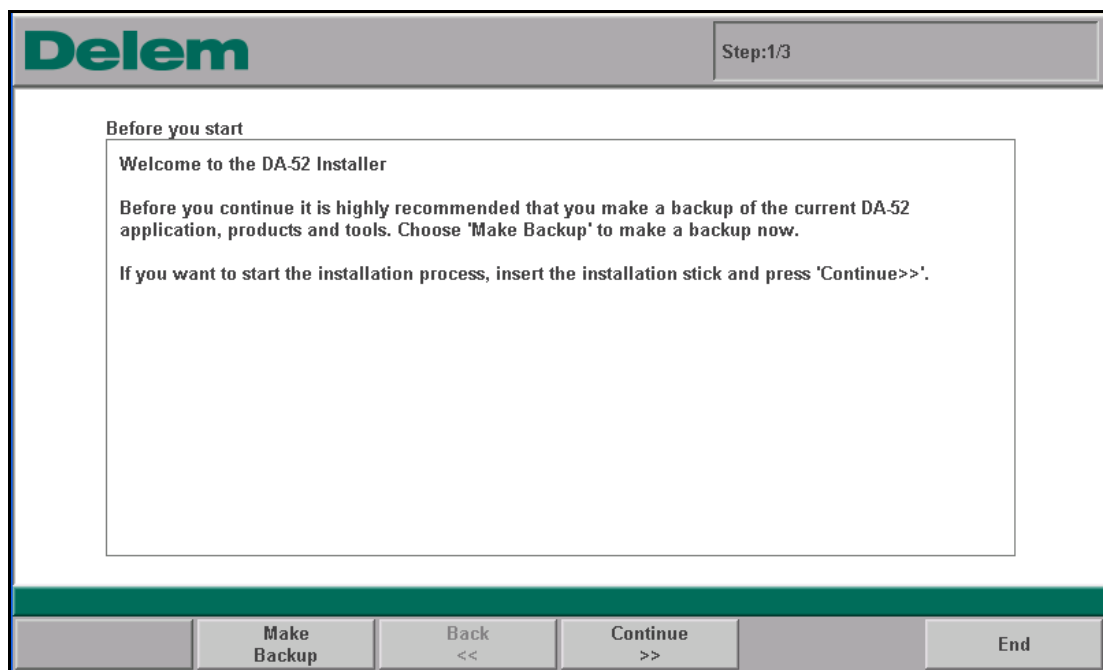 Delem
Step:1/3
Before you start
Welcome to the DA-52 Installer
Before you continue it is highly recommended that you make a backup of the current DA-52
application, products and tools. Choose 'Make Backup' to make a backup now.
If you want to start the installation process, insert the installation stick and press 'Continue>>'.
Make
Backup
Back
<<
Continue
>>
End